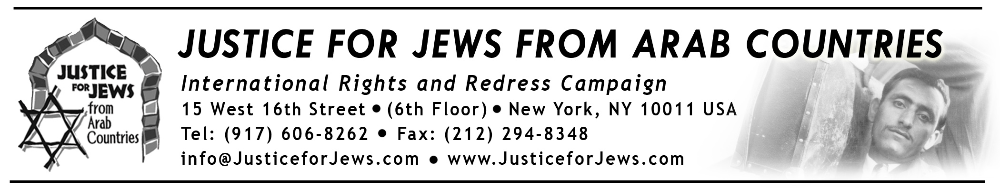 JUSTICE
FOR JEWS
from
Arab
Countries
JUSTICE FOR JEWS FROM ARAB COUNTRIES
International Rights and Redress Campaign
15 West 16th Street • (6th Floor) • New York, NY 10011 USA
Tel: (917) 606-8262 • Fax: (212) 294-8348
info@JusticeforJews.com • www.JusticeforJews.com